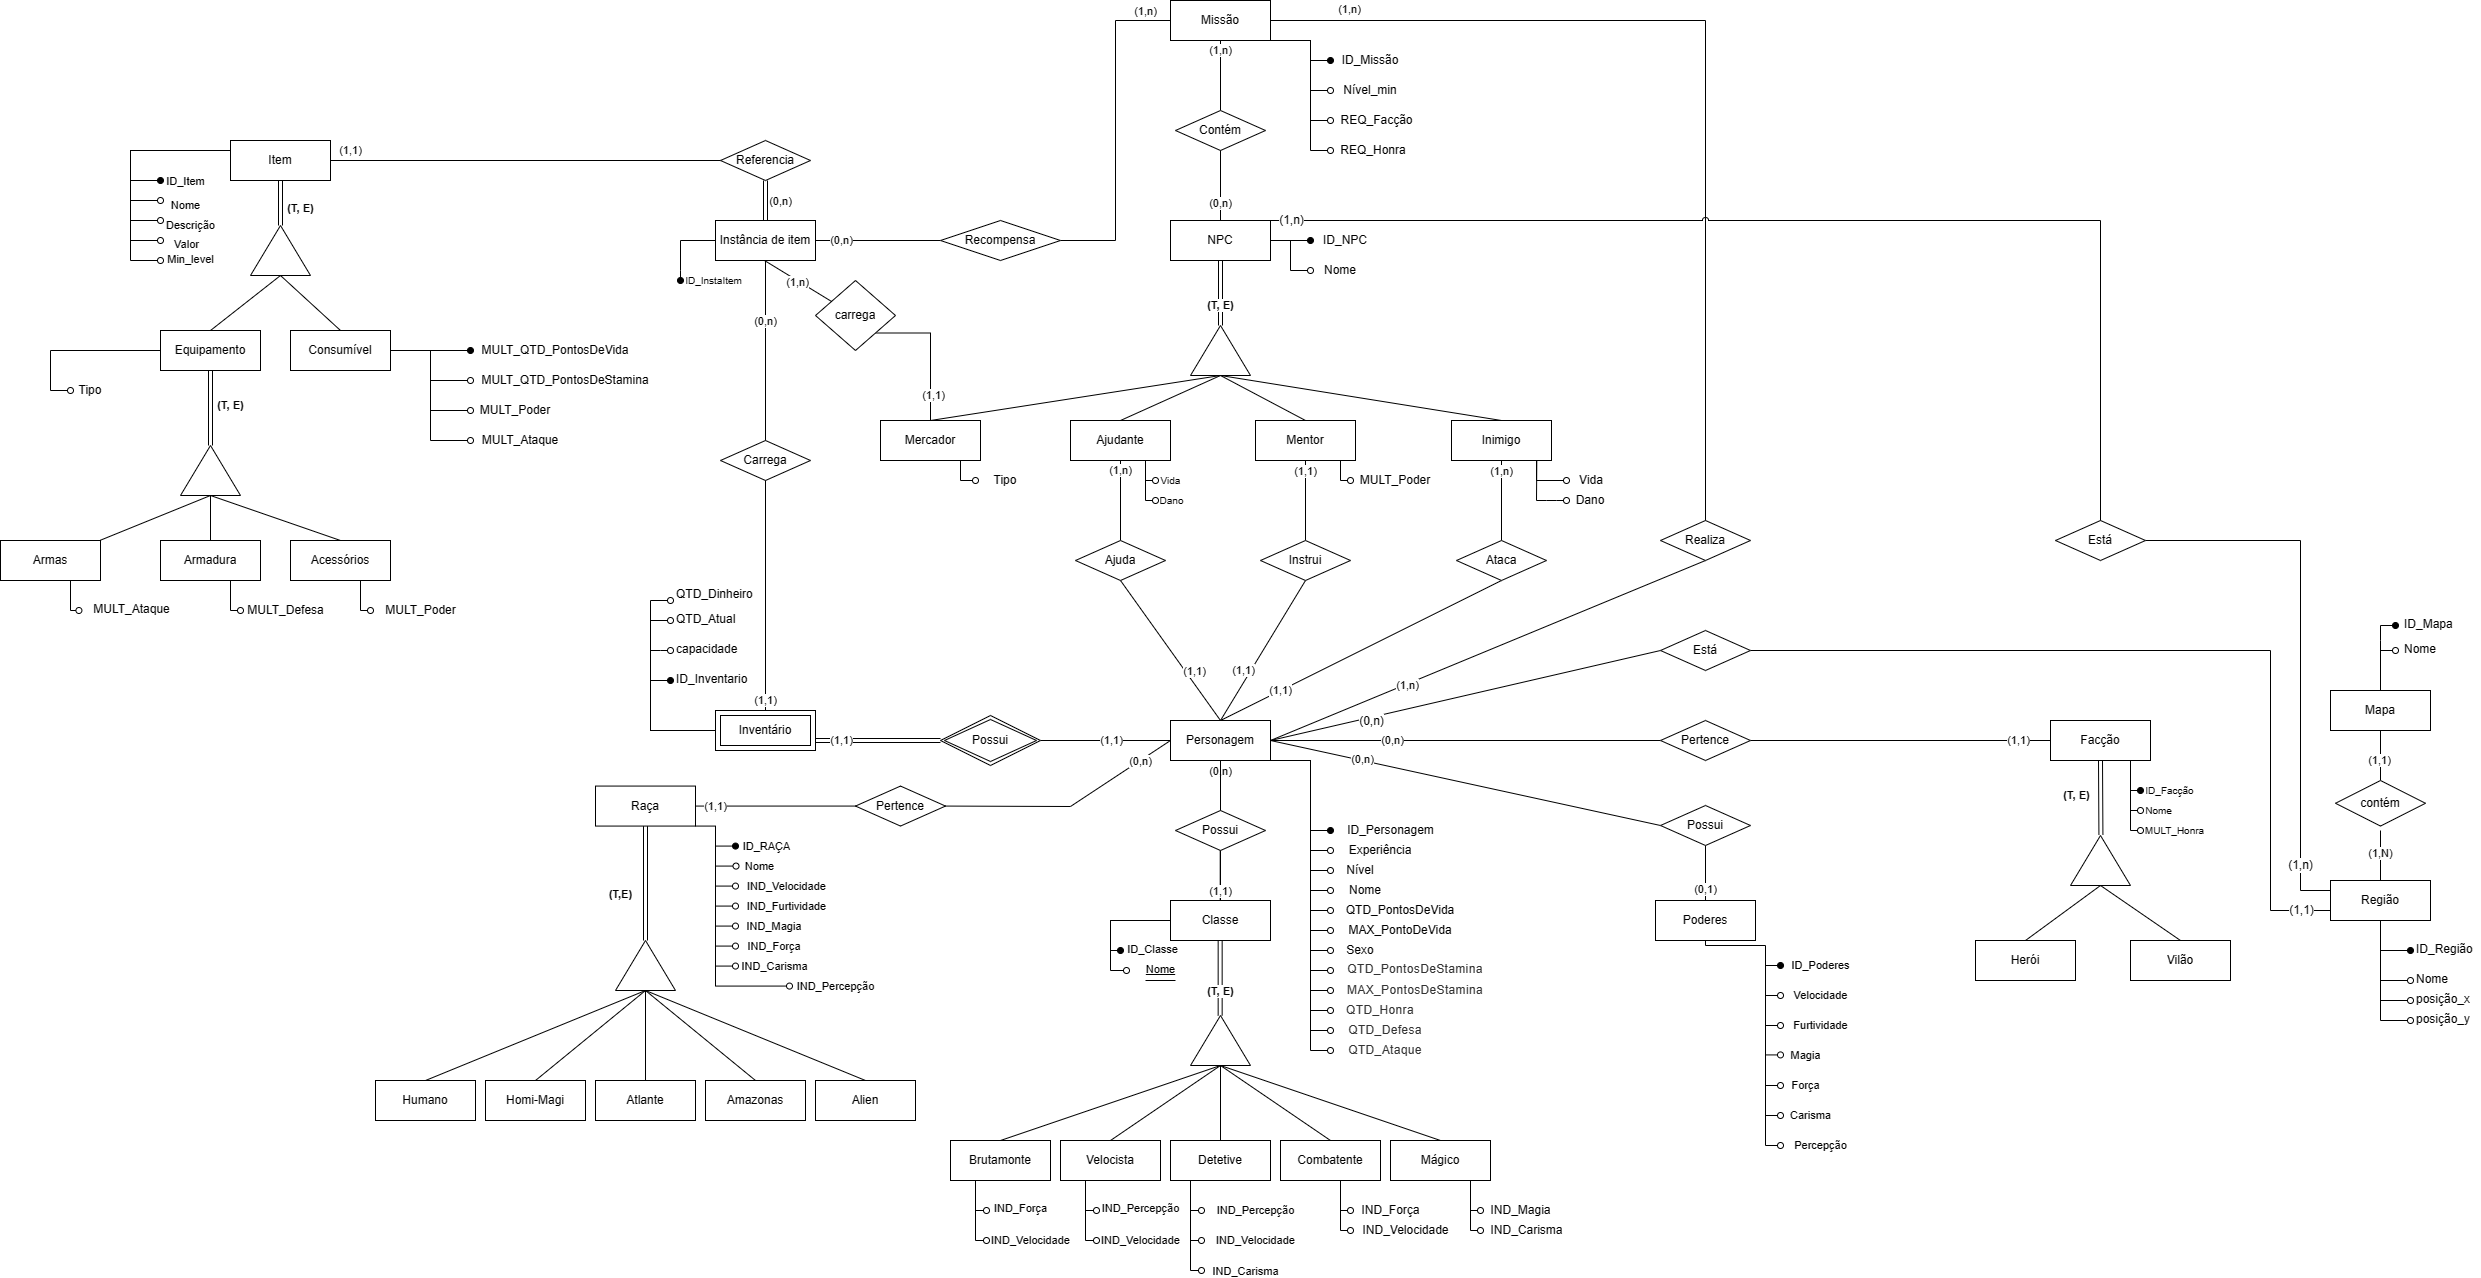 (1,n)
Missão
(1,n)
(1,n)
ID_Missão
Nível_min
REQ_Facção
REQ_Honra
Contém
(0,n)
Item
(1,1)
Referencia
(0,n)
ID_Item
Nome
Descrição
Valor
Min_level
(T, E)
Instância de item
(0,n)
Recompensa
ID_InstaItem
(1,n)
carrega
(1,1)
(0,n)
NPC
(1,n)
ID_NPC
Nome
(T, E)
Equipamento
Consumível
MULT_QTD_PontosDeVida
MULT_QTD_PontosDeStamina
MULT_Poder
MULT_Ataque
Tipo
(T, E)
Mercador
Tipo
Ajudante
(1,n)
Vida
Dano
Mentor
(1,1)
MULT_Poder
Inimigo
(1,n)
Vida
Dano
Carrega
Armas
MULT_Ataque
Armadura
MULT_Defesa
Acessórios
MULT_Poder
Ajuda
Instrui
Ataca
Realiza
Está
QTD_Dinheiro
QTD_Atual
capacidade
ID_Inventario
(1,1)
Inventário
(1,1)
Possui
(1,1)
(1,1)
(1,1)
(1,1)
(1,n)
(0,n)
Está
ID_Mapa
Nome
Mapa
(1,1)
contém
(1,N)
Personagem
(0,n)
Pertence
(1,1)
Facção
(T, E)
ID_Facção
Nome
MULT_Honra
Herói
Vilão
(1,n)
(1,1)
Região
ID_Região
Nome
posição_x
posição_y
(0,n)
Raça
(1,1)
Pertence
(0,n)
Possui
(1,1)
(0,n)
Possui
(0,1)
Poderes
ID_Poderes
Velocidade
Furtividade
Magia
Força
Carisma
Percepção
ID_RAÇA
Nome
IND_Velocidade
IND_Furtividade
IND_Magia
IND_Força
IND_Carisma
IND_Percepção
(T,E)
Humano
Homi-Magi
Atlante
Amazonas
Alien
ID_Personagem
Experiência
Nível
Nome
QTD_PontosDeVida
MAX_PontoDeVida
Sexo
QTD_PontosDeStamina
MAX_PontosDeStamina
QTD_Honra
QTD_Defesa
QTD_Ataque
Classe
ID_Classe
Nome
(T, E)
Brutamonte
Velocista
Detetive
Combatente
Mágico
IND_Força
IND_Velocidade
IND_Percepção
IND_Velocidade
IND_Percepção
IND_Velocidade
IND_Carisma
IND_Força
IND_Velocidade
IND_Magia
IND_Carisma